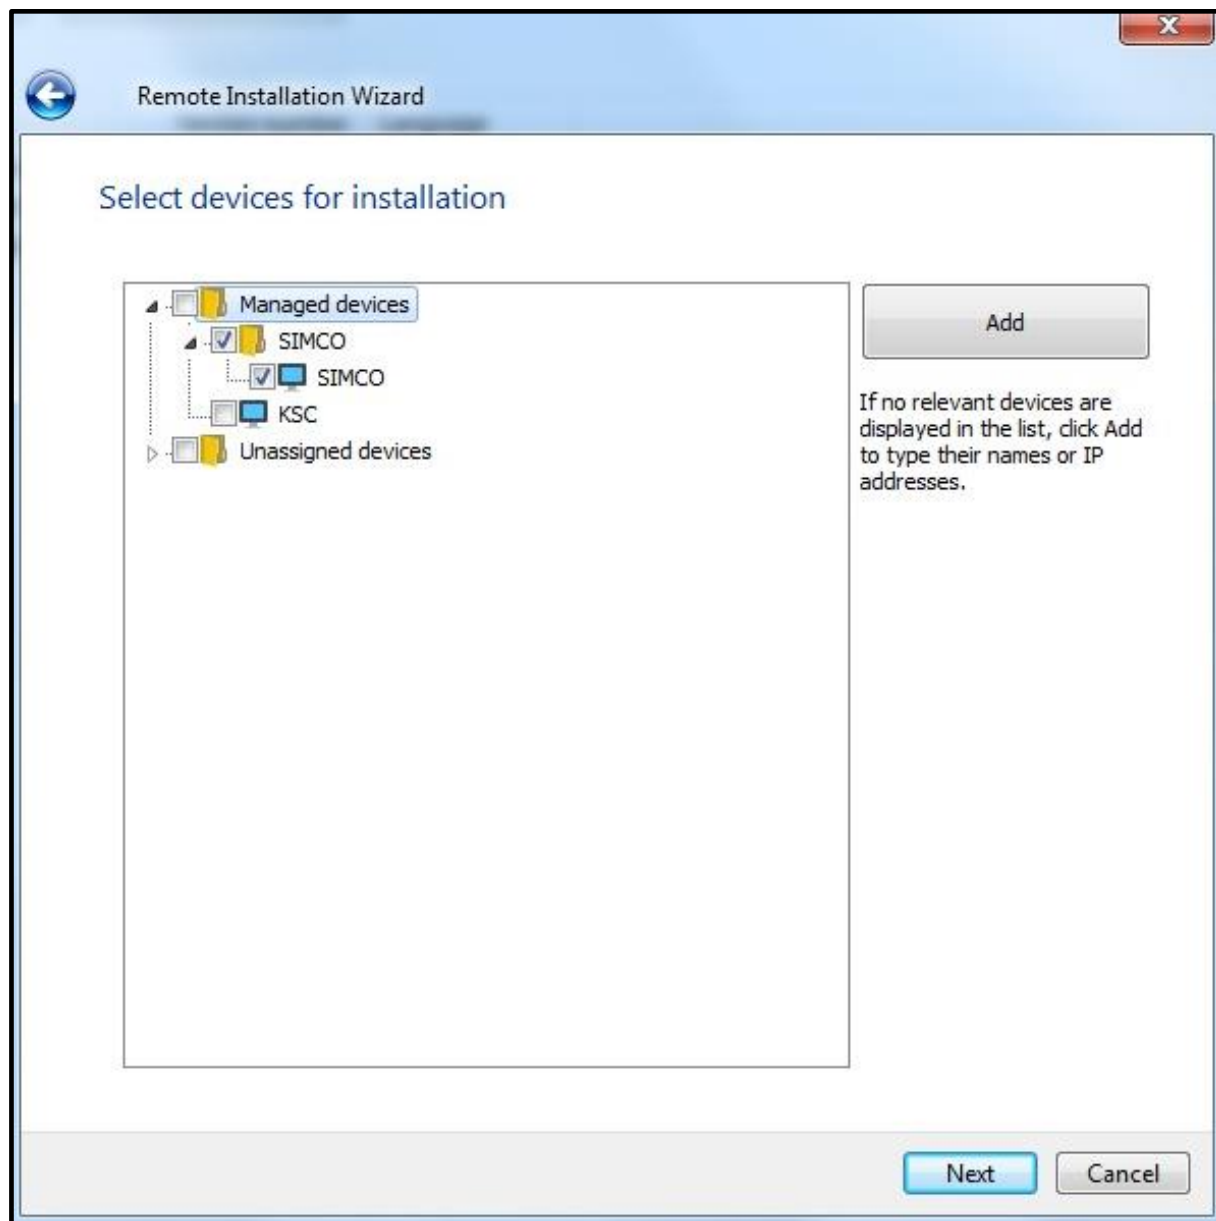 X
Remote Installation Wizard
Select devices for installation
Managed devices
SIMCO
SIMCO
KSC
Unassigned devices
Add
If no relevant devices are
displayed in the list, click Add
to type their names or IP
addresses.
Next
Cancel